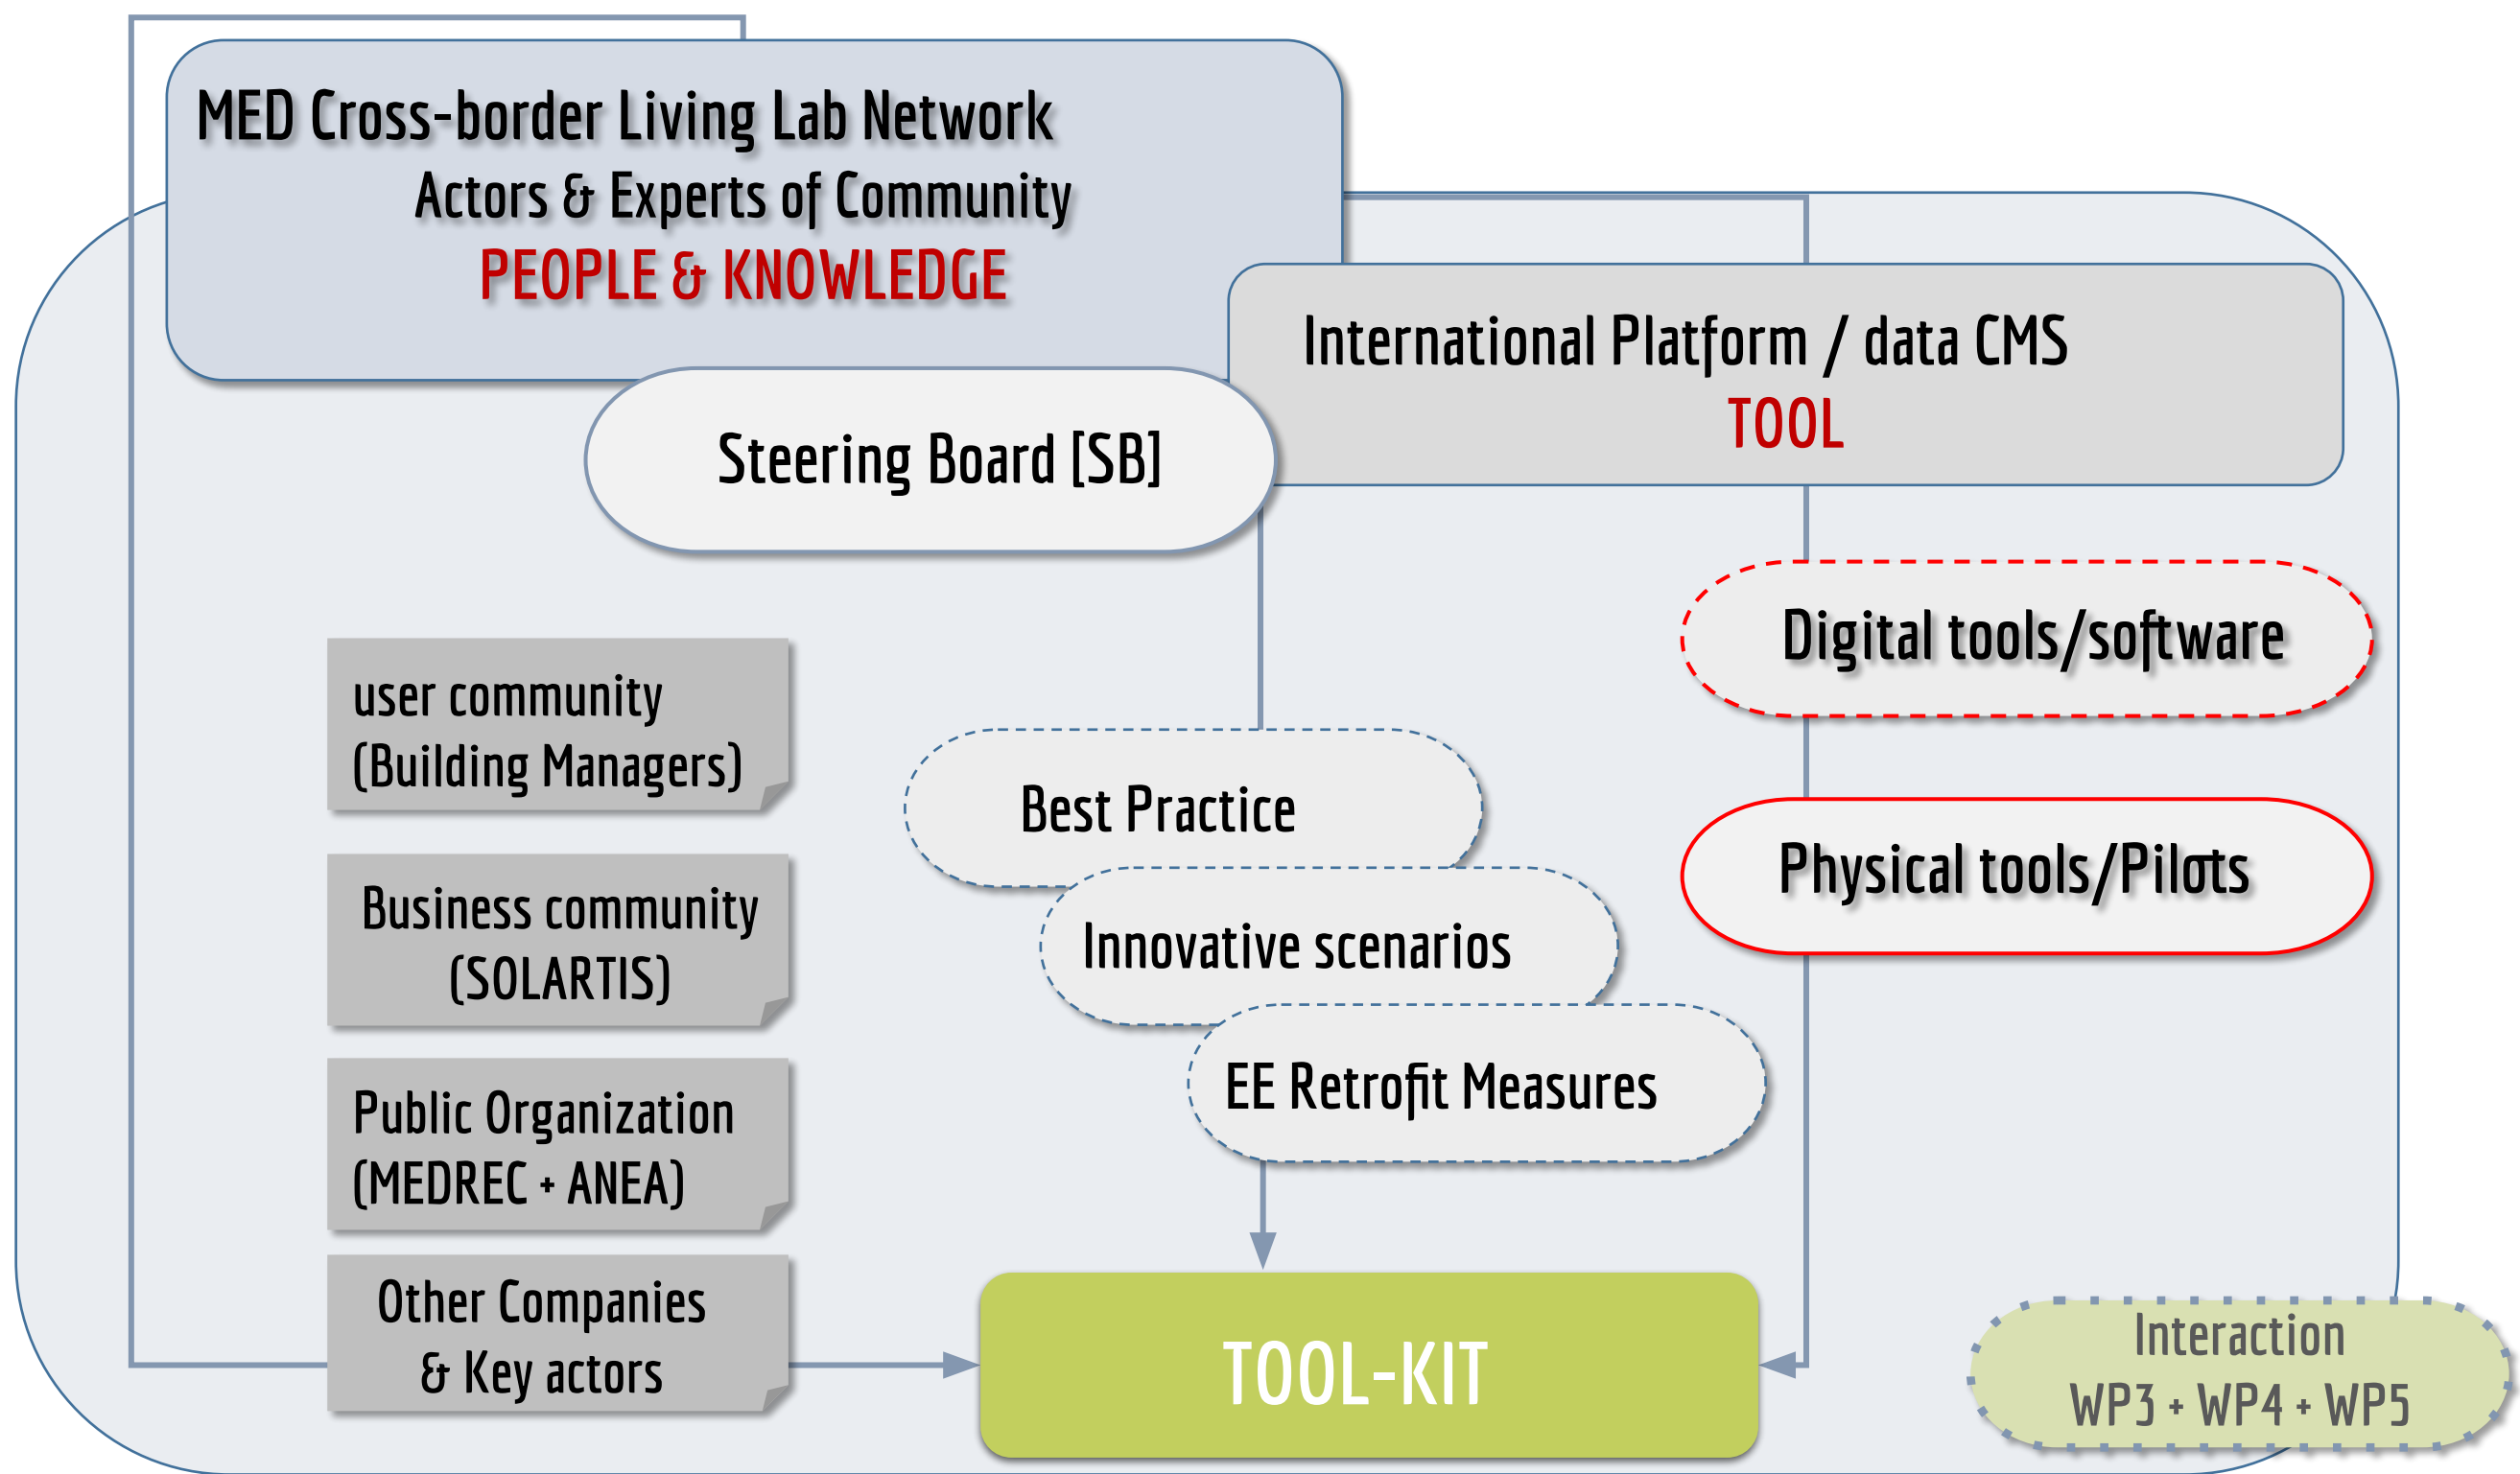 MED Cross-border Living Lab Network
Actors & Experts of Community
PEOPLE & KNOWLEDGE
International Platform / data CMS
TOOL
Steering Board [SB]
Digital tools/software
user community
(Building Managers)
Best Practice
Physical tools/Pilots
Business community
(SOLARTIS)
Innovative scenarios
EE Retrofit Measures
Public Organization
(MEDREC + ANEA)
Other Companies
& Key actors
TOOL-KIT
Interaction
WP3 + WP4 + WP5